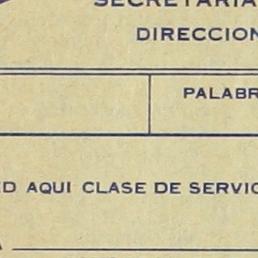 SECRETARIA
DIRECCION
PALABR
ED AQUI CLASE DE SERVIC